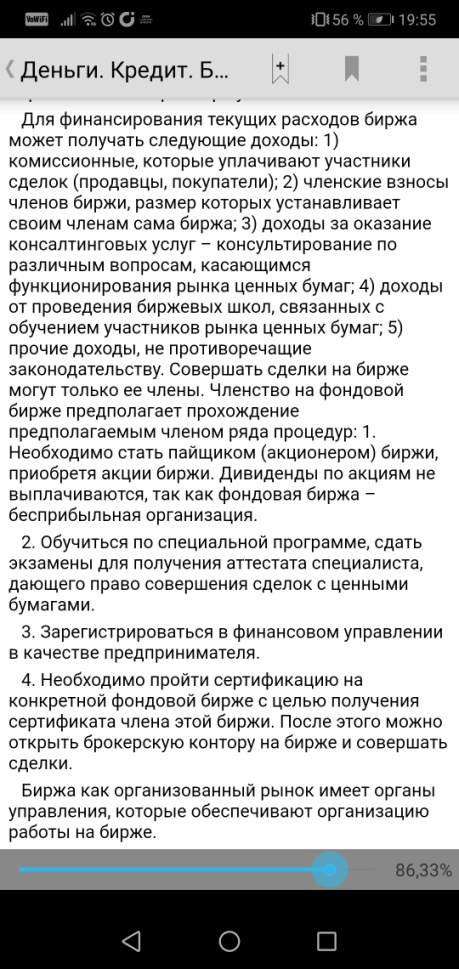 VoWiFi 56 % 19:55
Деньги. Кредит. Б...
Для финансирования текущих расходов биржа
может получать следующие доходы: 1)
комиссионные, которые уплачивают участники
сделок (продавцы, покупатели); 2) членские взносы
членов биржи, размер которых устанавливает
своим членам сама биржа; 3) доходы за оказание
консалтинговых услуг – консультирование по
различным вопросам, касающимся
функционирования рынка ценных бумаг; 4) доходы
от проведения биржевых школ, связанных с
обучением участников рынка ценных бумаг; 5)
прочие доходы, не противоречащие
законодательству. Совершать сделки на бирже
могут только ее члены. Членство на фондовой
бирже предполагает прохождение
предполагаемым членом ряда процедур: 1.
Необходимо стать пайщиком (акционером) биржи,
приобретя акции биржи. Дивиденды по акциям не
выплачиваются, так как фондовая биржа –
бесприбыльная организация.
2. Обучиться по специальной программе, сдать
экзамены для получения аттестата специалиста,
дающего право совершения сделок с ценными
бумагами.
3. Зарегистрироваться в финансовом управлении
в качестве предпринимателя.
4. Необходимо пройти сертификацию на
конкретной фондовой бирже с целью получения
сертификата члена этой биржи. После этого можно
открыть брокерскую контору на бирже и совершать
сделки.
Биржа как организованный рынок имеет органы
управления, которые обеспечивают организацию
работы на бирже.
86,33%